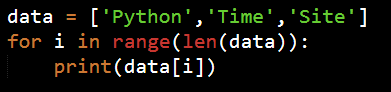 data = ['Python','Time','Site']
for i in range(len(data)):
    print(data[i])